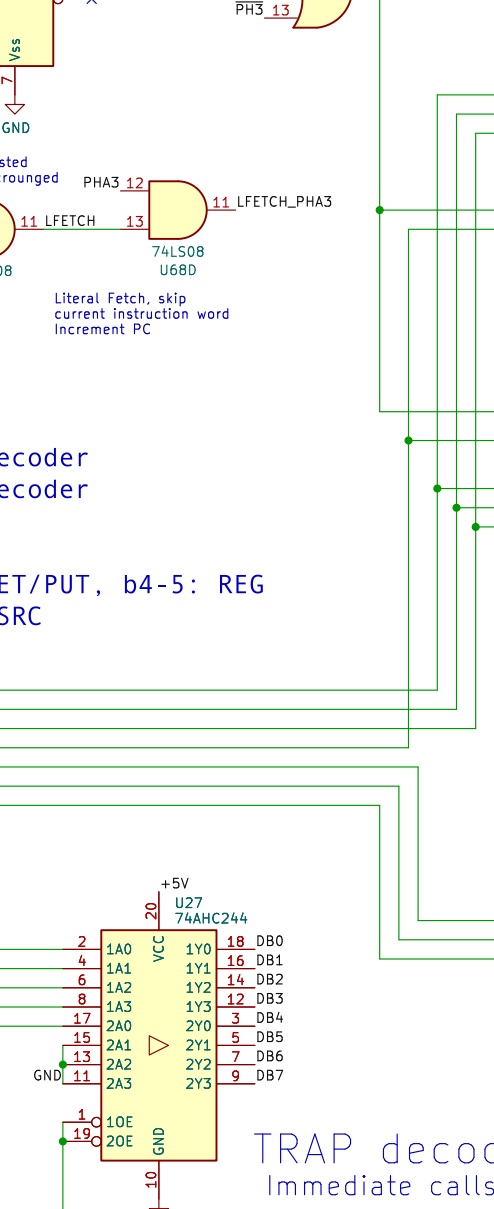 PH3 13
Vss
7
GND
sted
crounged
PHA3 12
11 LFETCH 13
11 LFETCH_PHA3
08
74LS08
U68D
Literal Fetch, skip
current instruction word
Increment PC
ecoder
ecoder
ET/PUT, b4-5: REG
SRC
+5V
20
U27
74AHC244
VCC
2 1A0 1Y0 18 DB0
4 1A1 1Y1 16 DB1
6 1A2 1Y2 14 DB2
8 1A3 1Y3 12 DB3
17 2A0 2Y0 3 DB4
15 2A1 2Y1 5 DB5
13 2A2 2Y2 7 DB6
GND 11 2A3 2Y3 9 DB7
1 1OE
19 2OE
GND
10
TRAP decoc
Immediate calls